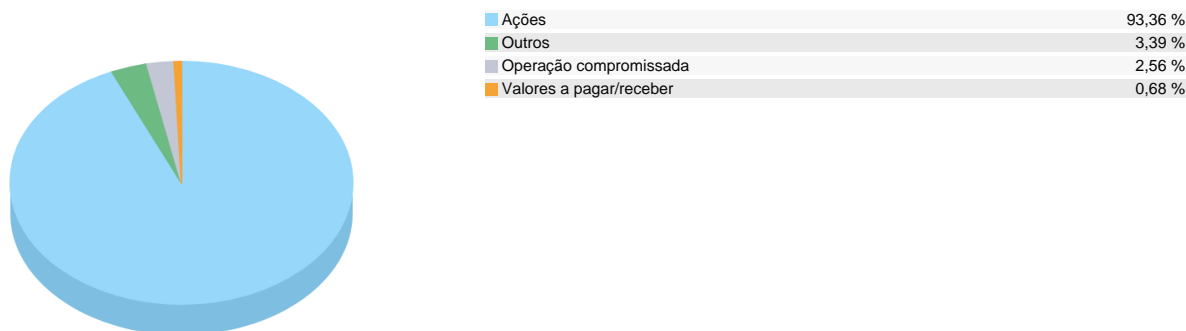 Ações 93,36 %
Outros 3,39 %
Operação compromissada 2,56 %
Valores a pagar/receber 0,68 %